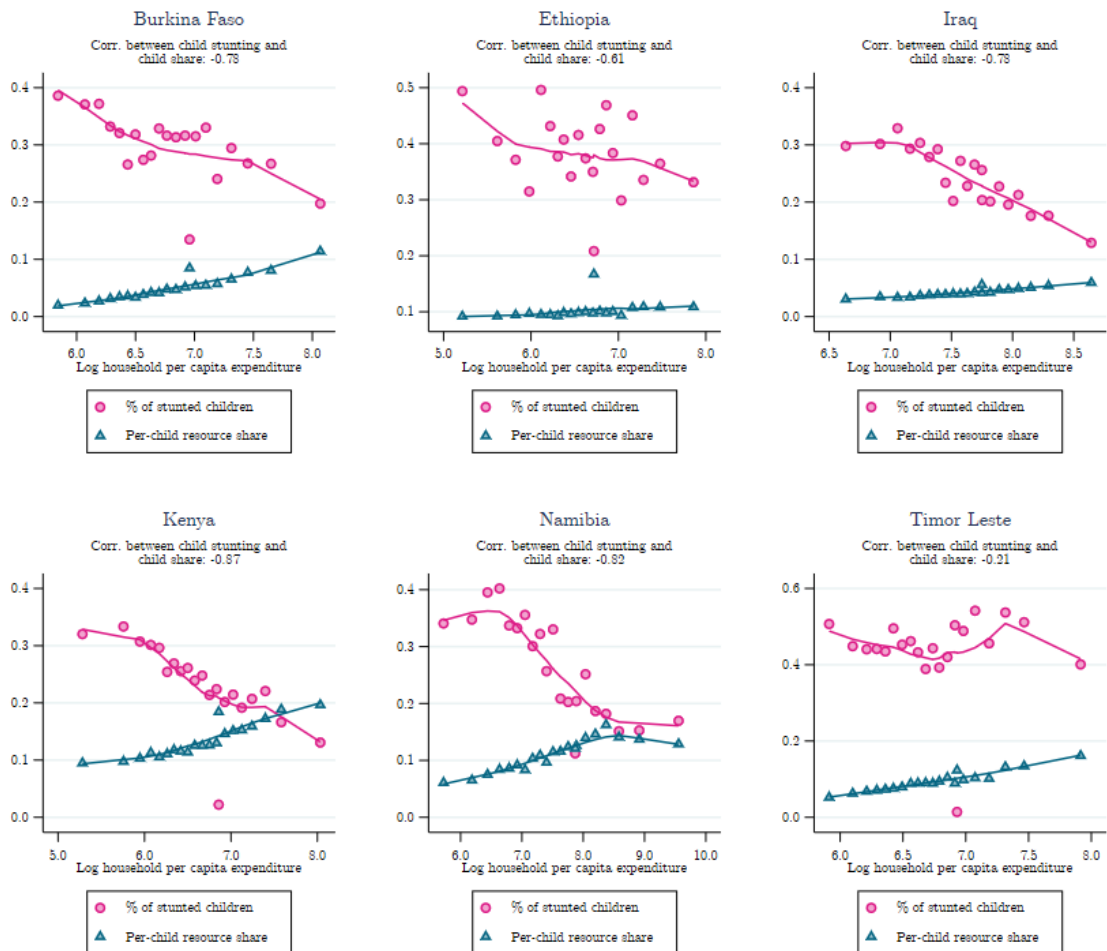 Burkina Faso
Corr. between child stunting and
child share: -0.78
0.4
0.3
0.2
0.1
0.0
6.0 6.5 7.0 7.5 8.0
Log household per capita expenditure
% of stunted children
Per-child resource share
Ethiopia
Corr. between child stunting and
child share: -0.61
0.5
0.4
0.3
0.2
0.1
5.0 6.0 7.0 8.0
Log household per capita expenditure
% of stunted children
Per-child resource share
Iraq
Corr. between child stunting and
child share: -0.78
0.4
0.3
0.2
0.1
0.0
6.5 7.0 7.5 8.0 8.5
Log household per capita expenditure
% of stunted children
Per-child resource share
Kenya
Corr. between child stunting and
child share: -0.87
0.4
0.3
0.2
0.1
0.0
5.0 6.0 7.0 8.0
Log household per capita expenditure
% of stunted children
Per-child resource share
Namibia
Corr. between child stunting and
child share: -0.82
0.4
0.3
0.2
0.1
0.0
6.0 7.0 8.0 9.0 10.0
Log household per capita expenditure
% of stunted children
Per-child resource share
Timor Leste
Corr. between child stunting and
child share: -0.21
0.6
0.4
0.2
0.0
6.0 6.5 7.0 7.5 8.0
Log household per capita expenditure
% of stunted children
Per-child resource share